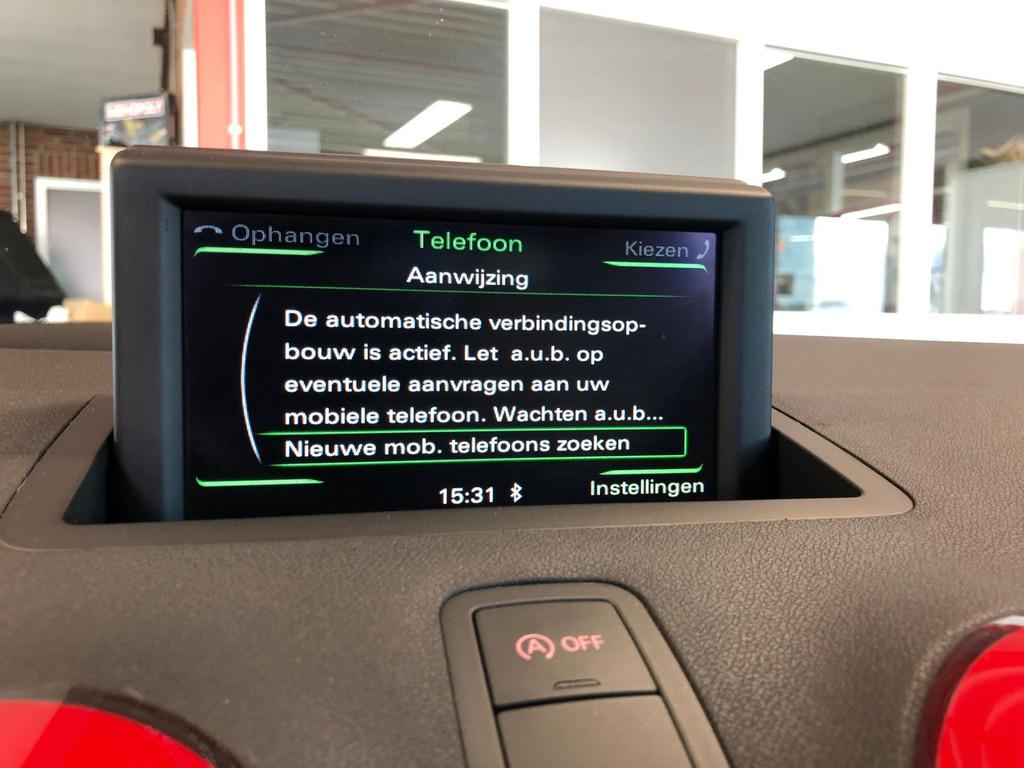 MONOPOLY
Ophangen Telefoon Kiezen
Aanwijzing
De automatische verbindingsop-
bouw is actief. Let a.u.b. op
eventuele aanvragen aan uw
mobiele telefoon. Wachten a.u.b...
Nieuwe mob. telefoons zoeken
15:31 Instellingen
A OFF